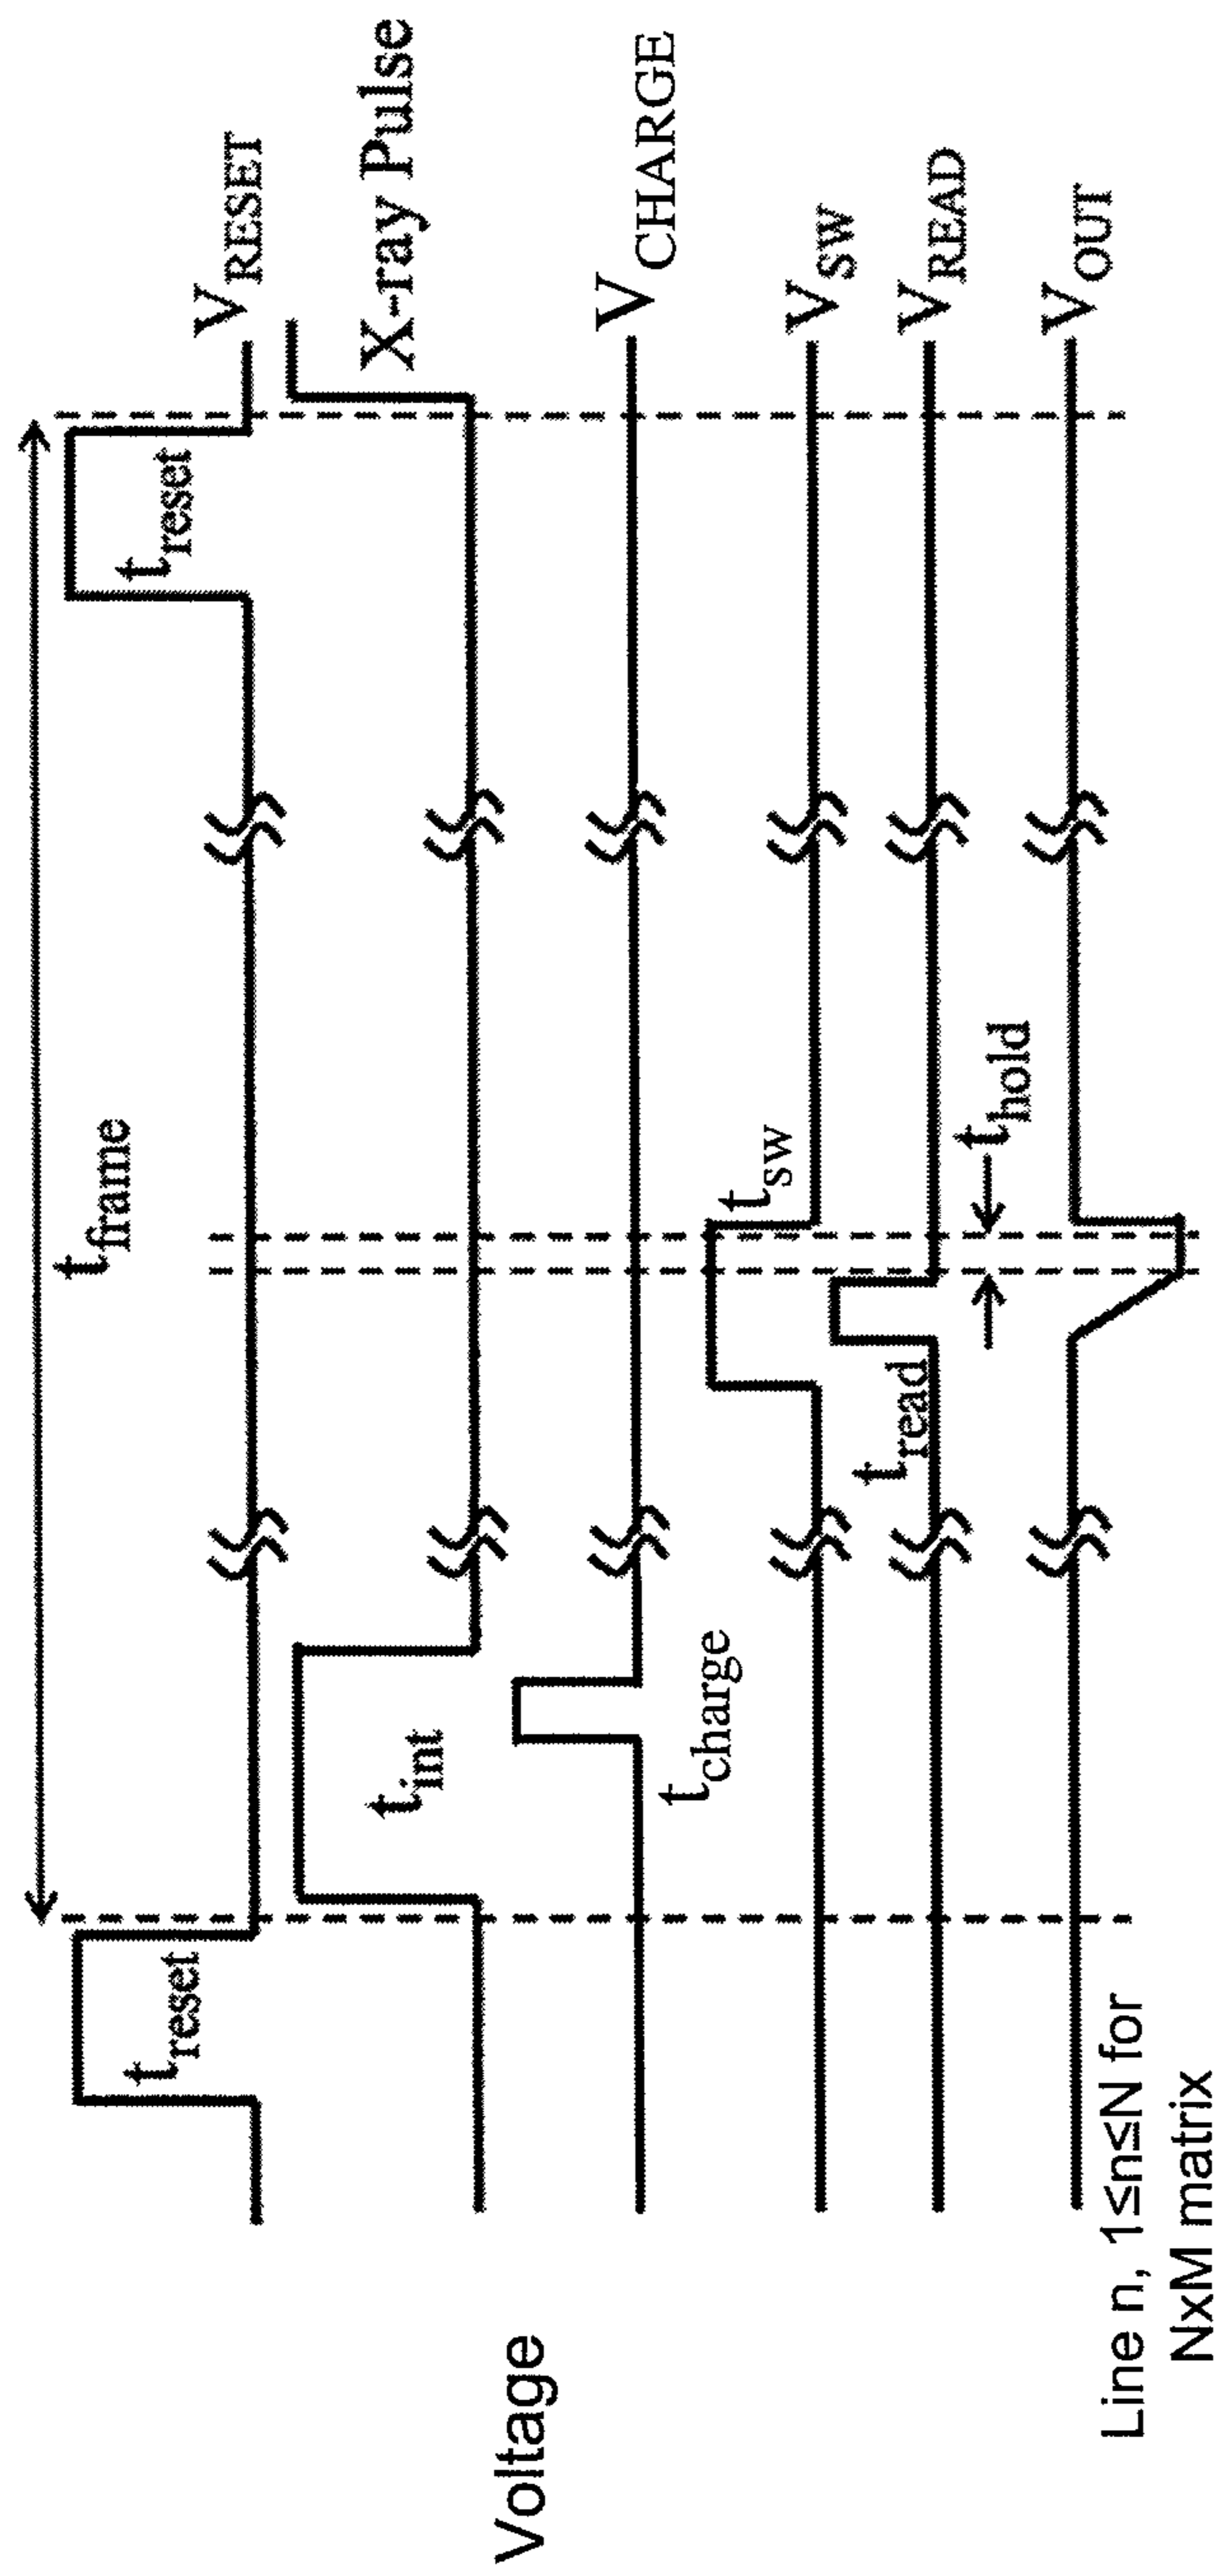 t_frame
t_reset
t_reset
V_RESET
t_int
X-ray Pulse
Voltage
t_charge
V_CHARGE
t_sw
V_SW
t_read
V_READ
t_hold
V_OUT
Line n, 1≤n≤N for
NxM matrix